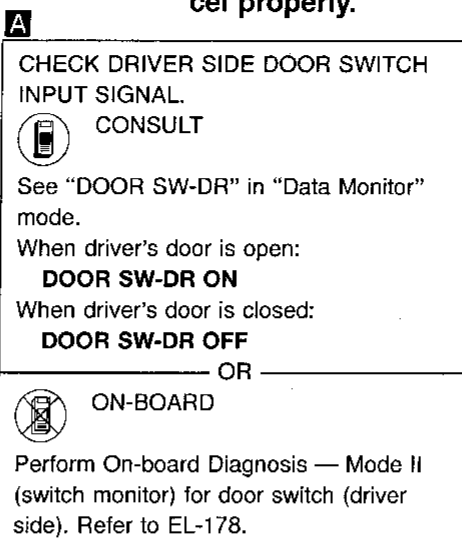 cel properly.
A
CHECK DRIVER SIDE DOOR SWITCH
INPUT SIGNAL.
CONSULT
See "DOOR SW-DR" in "Data Monitor"
mode.
When driver's door is open:
DOOR SW-DR ON
When driver's door is closed:
DOOR SW-DR OFF
OR
ON-BOARD
Perform On-board Diagnosis — Mode II
(switch monitor) for door switch (driver
side). Refer to EL-178.